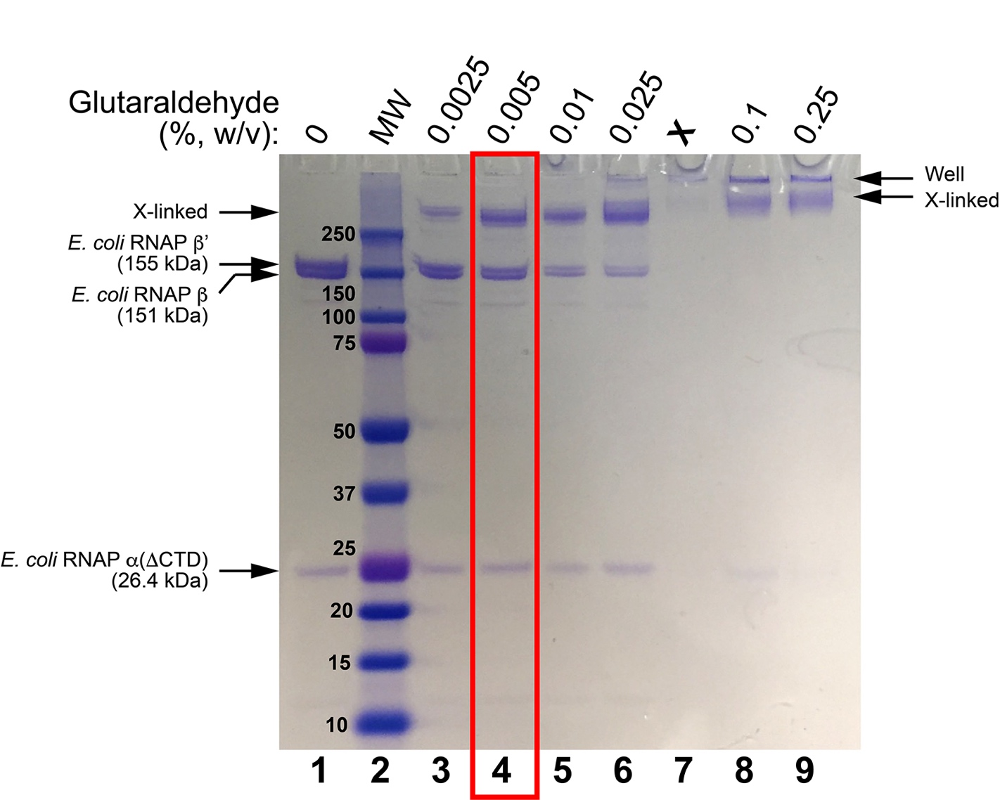 Glutaraldehyde
(%, w/v):
0
MW
0.0025
0.005
0.01
0.025
X
0.1
0.25
Well
X-linked
X-linked
E. coli RNAP β’
(155 kDa)
E. coli RNAP β
(151 kDa)
E. coli RNAP α(ΔCTD)
(26.4 kDa)
250
150
100
75
50
37
25
20
15
10
1 2 3 4 5 6 7 8 9